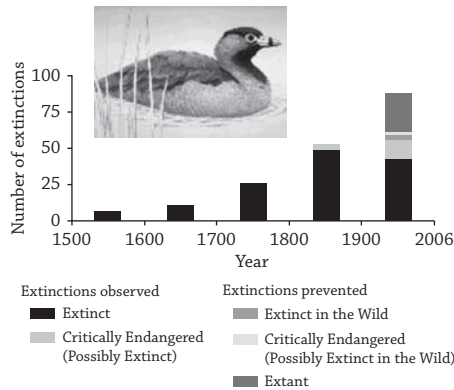 Number of extinctions
100
75
50
25
0
1500 1600 1700 1800 1900 2006
Year
Extinctions observed
Extinct
Critically Endangered
(Possibly Extinct)
Extinctions prevented
Extinct in the Wild
Critically Endangered
(Possibly Extinct in the Wild)
Extant